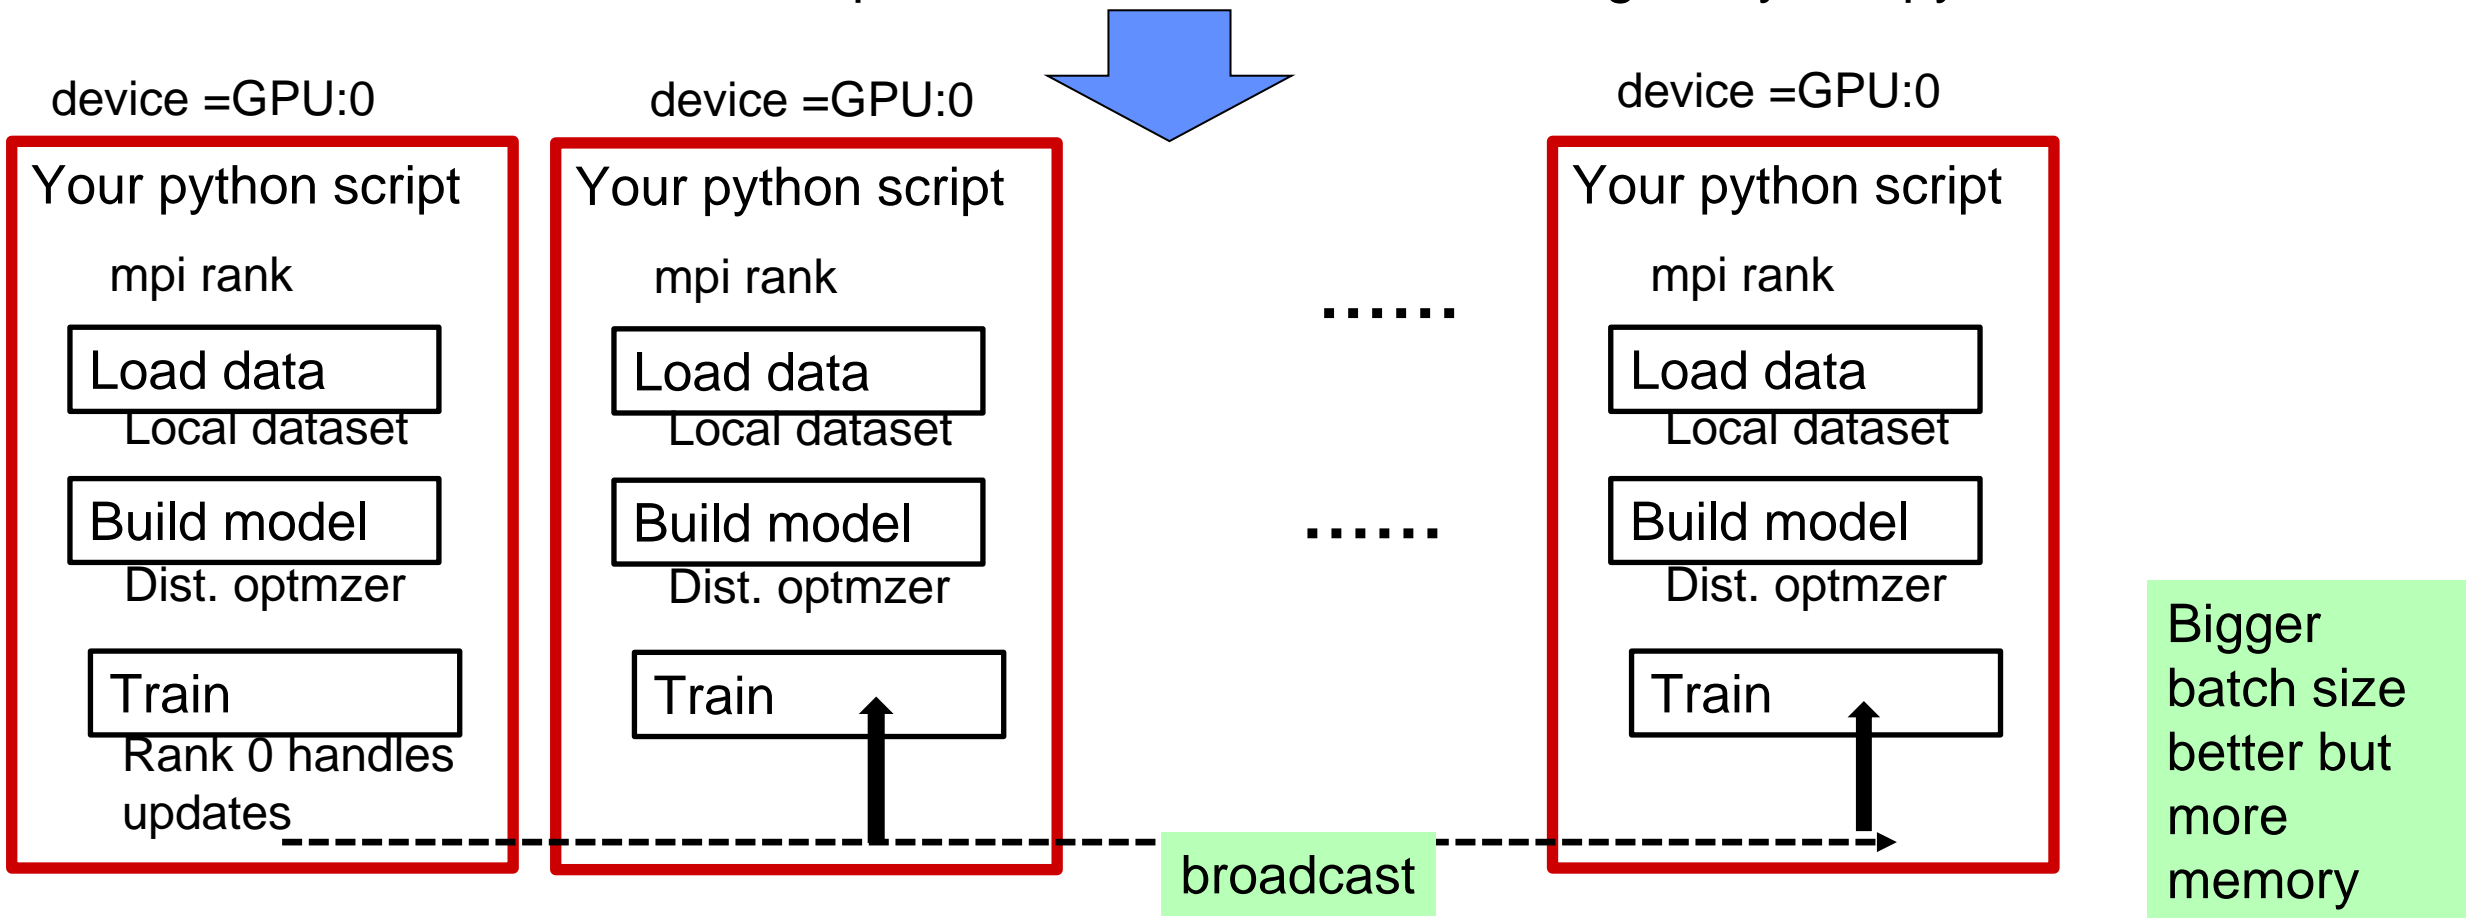 device =GPU:0
device =GPU:0
device =GPU:0
Your python script
mpi rank
Load data
Local dataset
Build model
Dist. optmzer
Train
Rank 0 handles
updates
Your python script
mpi rank
Load data
Local dataset
Build model
Dist. optmzer
Train
......
......
Your python script
mpi rank
Load data
Local dataset
Build model
Dist. optmzer
Train
broadcast
Bigger
batch size
better but
more
memory